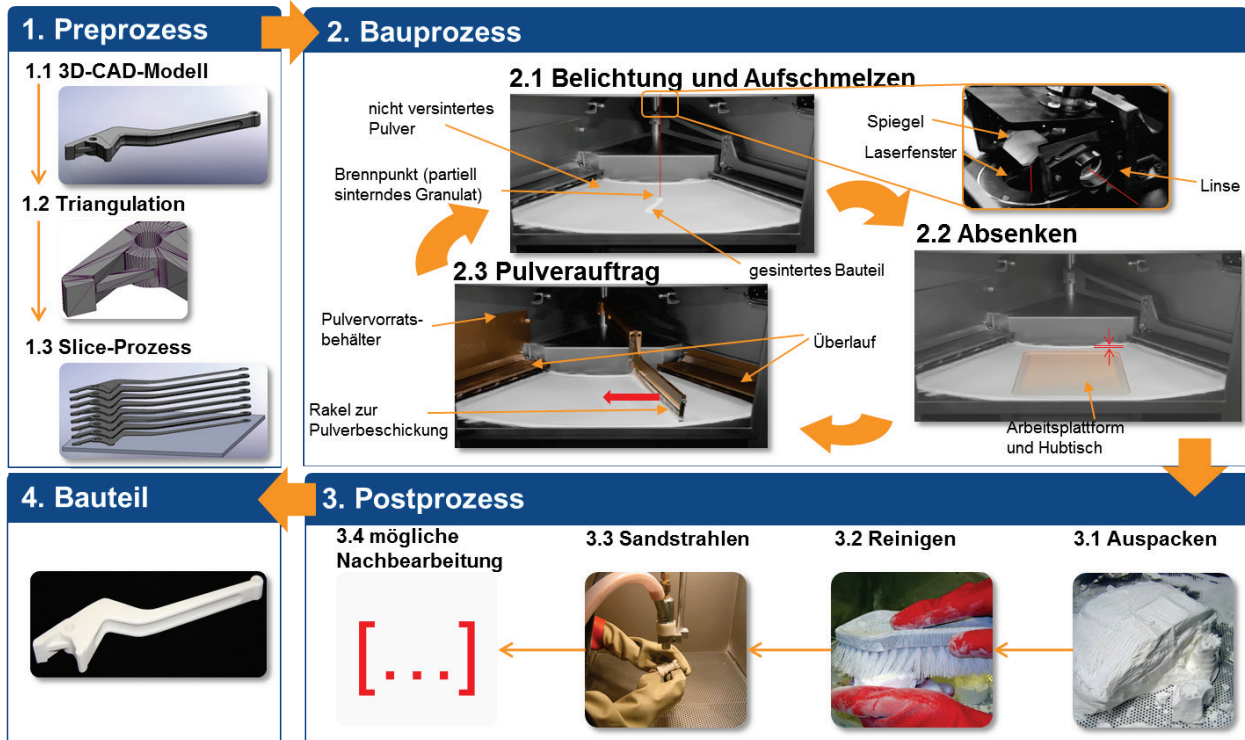 1. Preprozess
1.1 3D-CAD-Modell
1.2 Triangulation
1.3 Slice-Prozess
2. Bauprozess
2.1 Belichtung und Aufschmelzen
nicht versintertes
Pulver
Brennpunkt (partiell
sinterndes Granulat)
gesintertes Bauteil
Spiegel
Laserfenster
Linse
2.2 Absenken
Arbeitsplattform
und Hubtisch
2.3 Pulverauftrag
Pulvervorrats-
behälter
Überlauf
Rakel zur
Pulverbeschickung
3. Postprozess
3.1 Auspacken
3.2 Reinigen
3.3 Sandstrahlen
3.4 mögliche
Nachbearbeitung
[...]
4. Bauteil